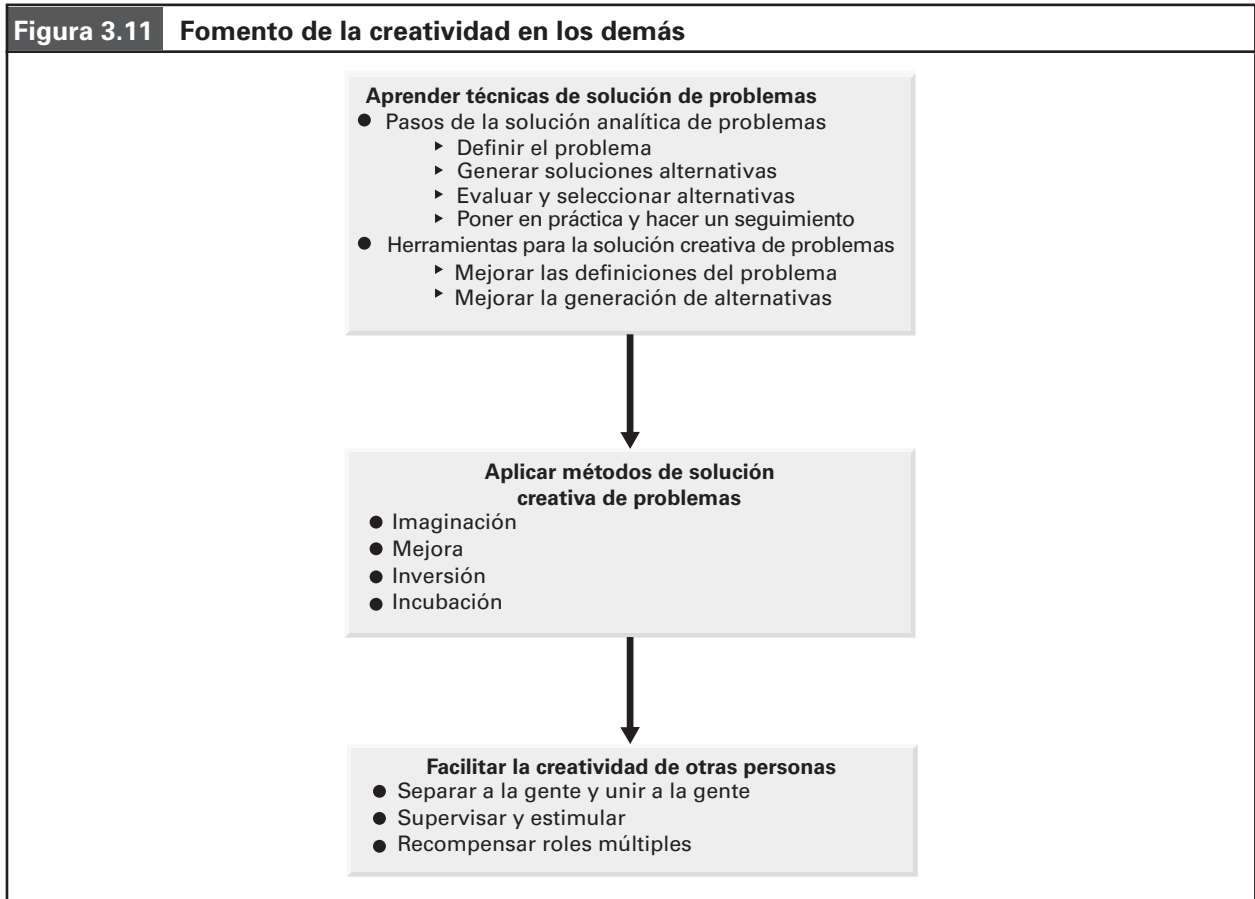 Figura 3.11 Fomento de la creatividad en los demás
Aprender técnicas de solución de problemas
● Pasos de la solución analítica de problemas
▸ Definir el problema
▸ Generar soluciones alternativas
▸ Evaluar y seleccionar alternativas
▸ Poner en práctica y hacer un seguimiento
● Herramientas para la solución creativa de problemas
▸ Mejorar las definiciones del problema
▸ Mejorar la generación de alternativas
Aplicar métodos de solución
creativa de problemas
● Imaginación
● Mejora
● Inversión
● Incubación
Facilitar la creatividad de otras personas
● Separar a la gente y unir a la gente
● Supervisar y estimular
● Recompensar roles múltiples